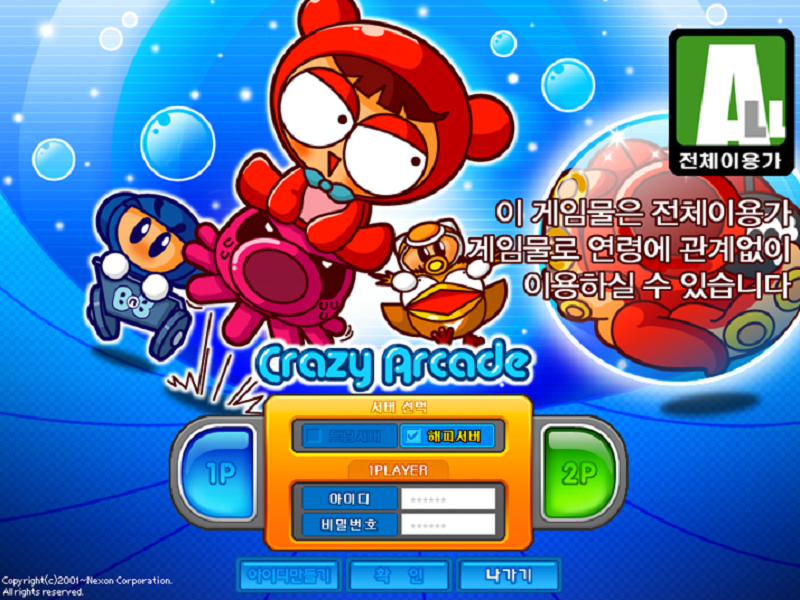 ALL
전체이용가
이 게임물은 전체이용가
게임물로 연령에 관계없이
이용하실 수 있습니다
BnB
Crazy Arcade
서버 선택
해피서버
1P
1PLAYER
2P
아이디 ******
비밀번호 ******
아이디만들기 확 인 나가기
Copyright(c)2001~Nexon Corporation.
All rights reserved.